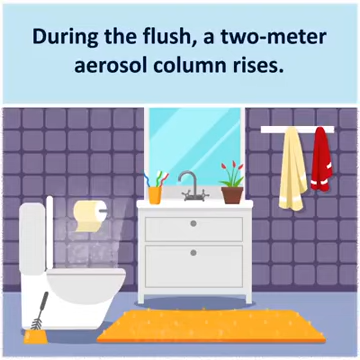 During the flush, a two-meter
aerosol column rises.